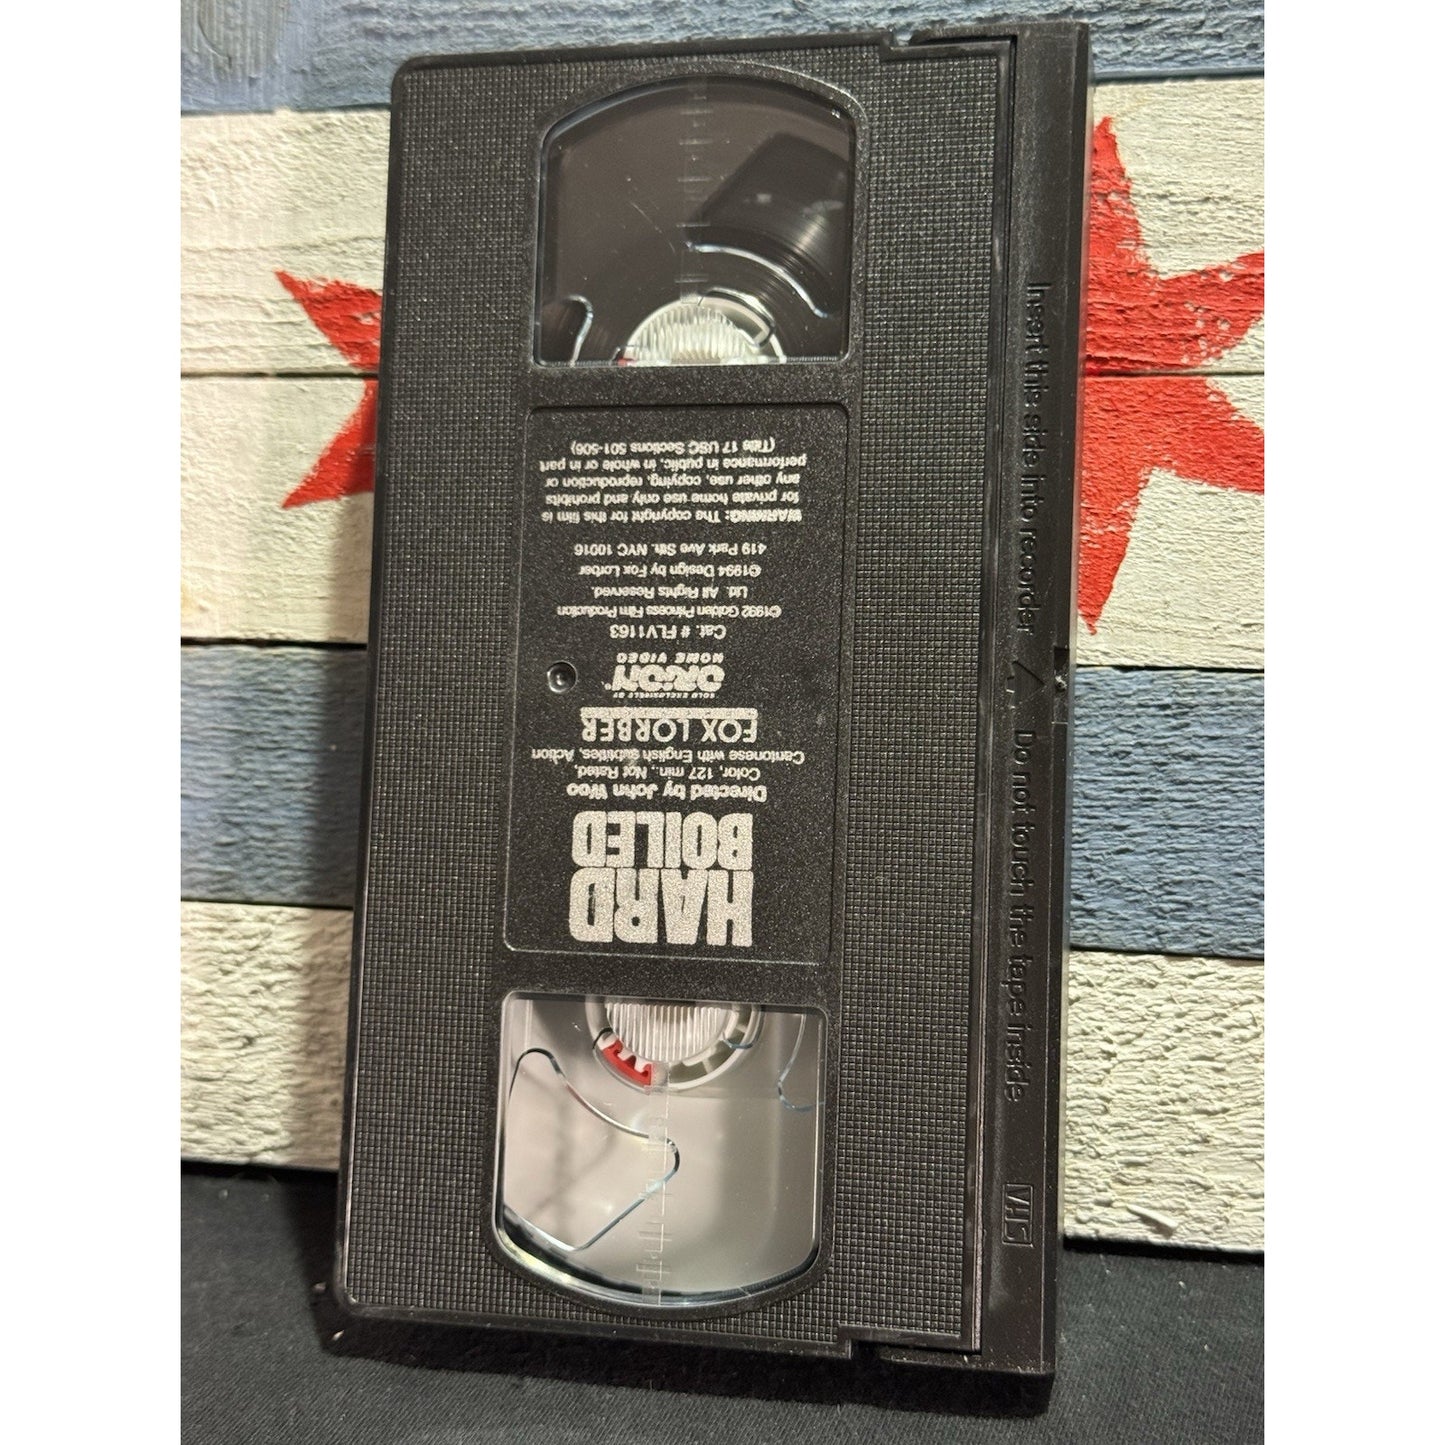 HARD
BOILED
Directed by John Woo
Color, 127 min., Not Rated,
Cantonese with English subtitles, Action
FOX LORBER
SOLD EXCLUSIVELY BY
ORION
HOME VIDEO
Cat. # FLV1163
©1992 Golden Princess Film Production
Ltd. All Rights Reserved.
©1994 Design by Fox Lorber
419 Park Ave Sth. NYC 10016
WARNING: The copyright for this film is
for private home use only and prohibits
any other use, copying, reproduction or
performance in public, in whole or in part
(Title 17 USC Sections 501-506)
Insert this side into recorder △ Do not touch the tape inside
VHS